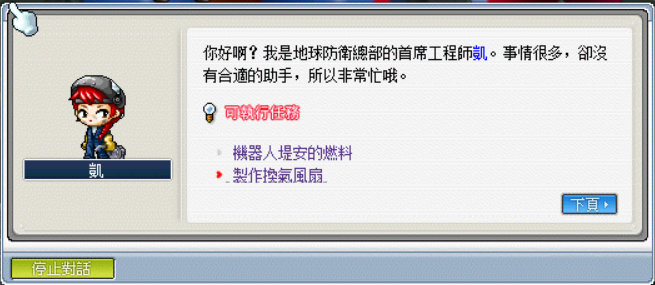 你好啊？我是地球防衛總部的首席工程師凱。事情很多，卻沒
有合適的助手，所以非常忙哦。
可執行任務
機器人堤安的燃料
製作換氣風扇
凱
下頁
停止對話